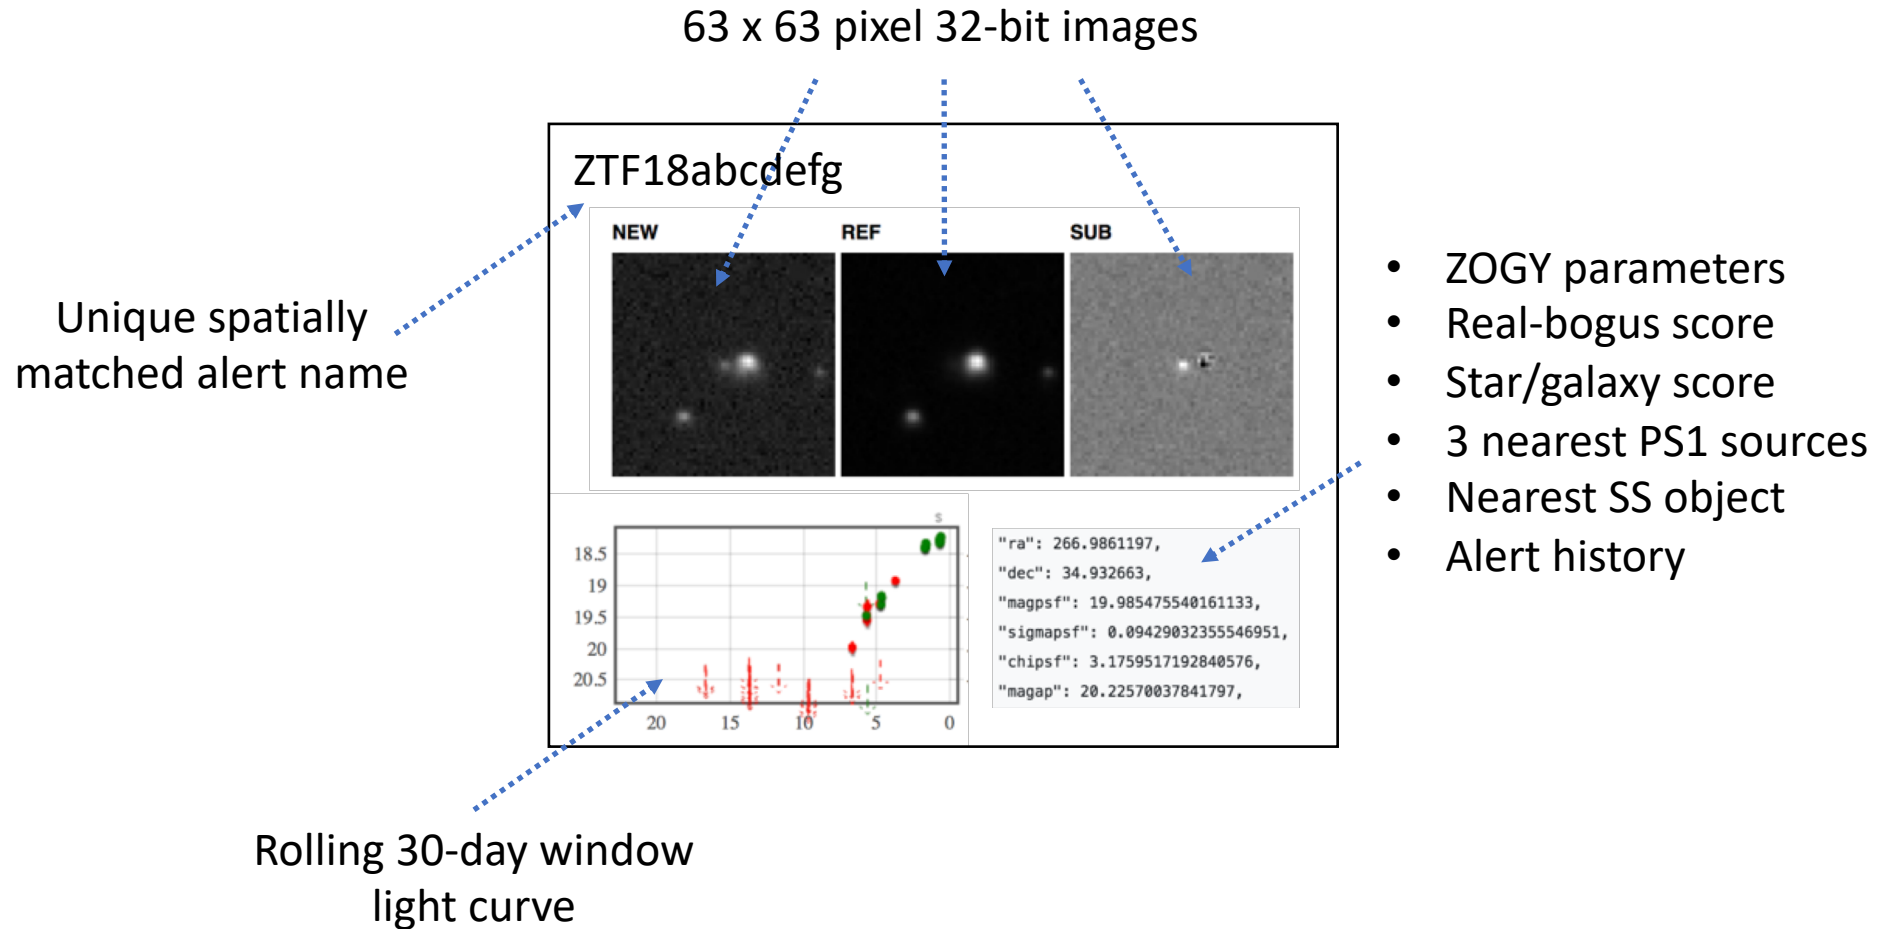 63 x 63 pixel 32-bit images
ZTF18abcdefg
NEW
REF
SUB
Unique spatially
matched alert name
• ZOGY parameters
• Real-bogus score
• Star/galaxy score
• 3 nearest PS1 sources
• Nearest SS object
• Alert history
S
18.5
19
19.5
20
20.5
20 15 10 5 0
"ra": 266.9861197,
"dec": 34.932663,
"magpsf": 19.985475540161133,
"sigmapsf": 0.09429032355546951,
"chipsf": 3.1759517192840576,
"magap": 20.22570037841797,
Rolling 30-day window
light curve